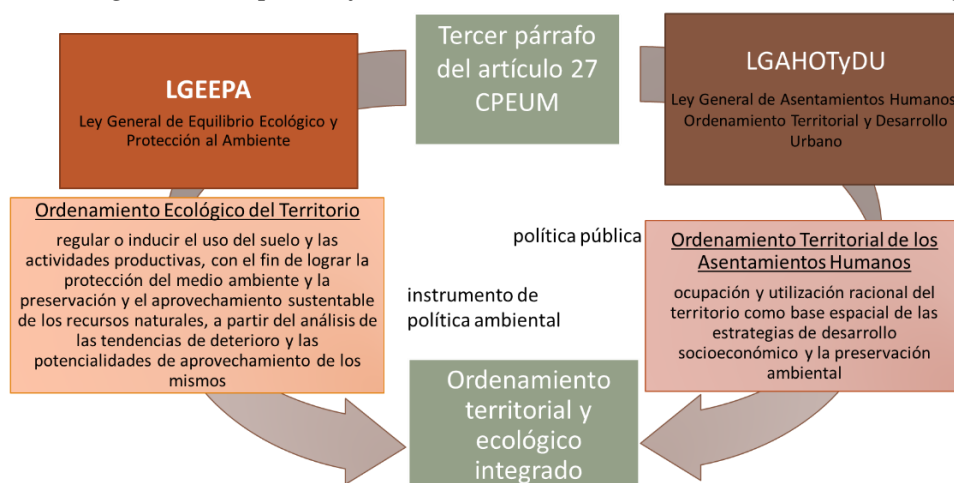 Tercer párrafo
del artículo 27
CPEUM
LGEEPA
Ley General de Equilibrio Ecológico y
Protección al Ambiente
LGAHOTyDU
Ley General de Asentamientos Humanos
Ordenamiento Territorial y Desarrollo
Urbano
Ordenamiento Ecológico del Territorio
regular o inducir el uso del suelo y las
actividades productivas, con el fin de lograr la
protección del medio ambiente y la
preservación y el aprovechamiento sustentable
de los recursos naturales, a partir del análisis de
las tendencias de deterioro y las
potencialidades de aprovechamiento de los
mismos
política pública
instrumento de
política ambiental
Ordenamiento Territorial de los
Asentamientos Humanos
ocupación y utilización racional del
territorio como base espacial de las
estrategias de desarrollo
socioeconómico y la preservación
ambiental
Ordenamiento
territorial y
ecológico
integrado